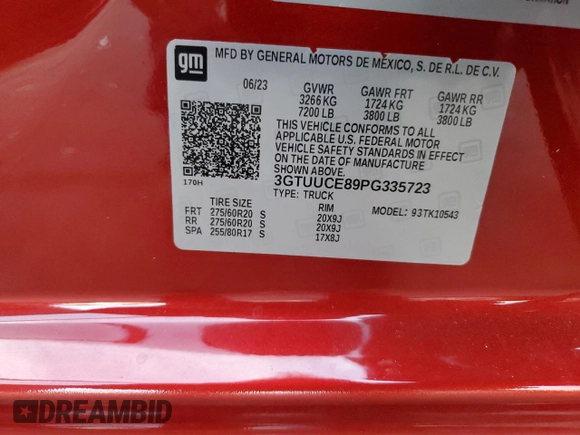 gm
MFD BY GENERAL MOTORS DE MÉXICO, S. DE R.L. DE C.V.
06/23 GVWR GAWR FRT GAWR RR
3266 KG 1724 KG 1724 KG
7200 LB 3800 LB 3800 LB
THIS VEHICLE CONFORMS TO ALL
APPLICABLE U.S. FEDERAL MOTOR
VEHICLE SAFETY STANDARDS IN EFFECT
ON THE DATE OF MANUFACTURE
SHOWN ABOVE.
170H
3GTUUCE89PG335723
TYPE: TRUCK MODEL: 93TK10543
TIRE SIZE RIM
FRT 275/60R20 S 20X9J
RR 275/60R20 S 20X9J
SPA 255/80R17 S 17X8J
DREAMBID